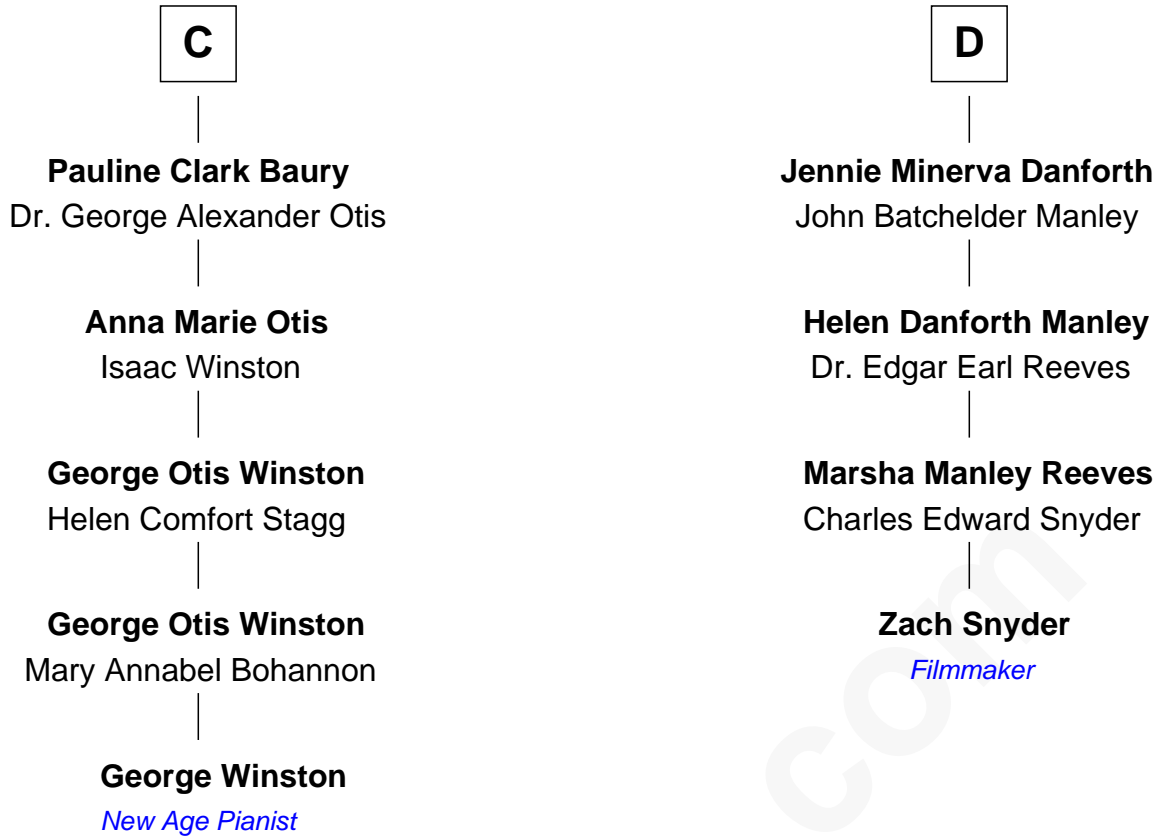 C
Pauline Clark Baury
Dr. George Alexander Otis
Anna Marie Otis
Isaac Winston
George Otis Winston
Helen Comfort Stagg
George Otis Winston
Mary Annabel Bohannon
George Winston
New Age Pianist
D
Jennie Minerva Danforth
John Batchelder Manley
Helen Danforth Manley
Dr. Edgar Earl Reeves
Marsha Manley Reeves
Charles Edward Snyder
Zach Snyder
Filmmaker
com